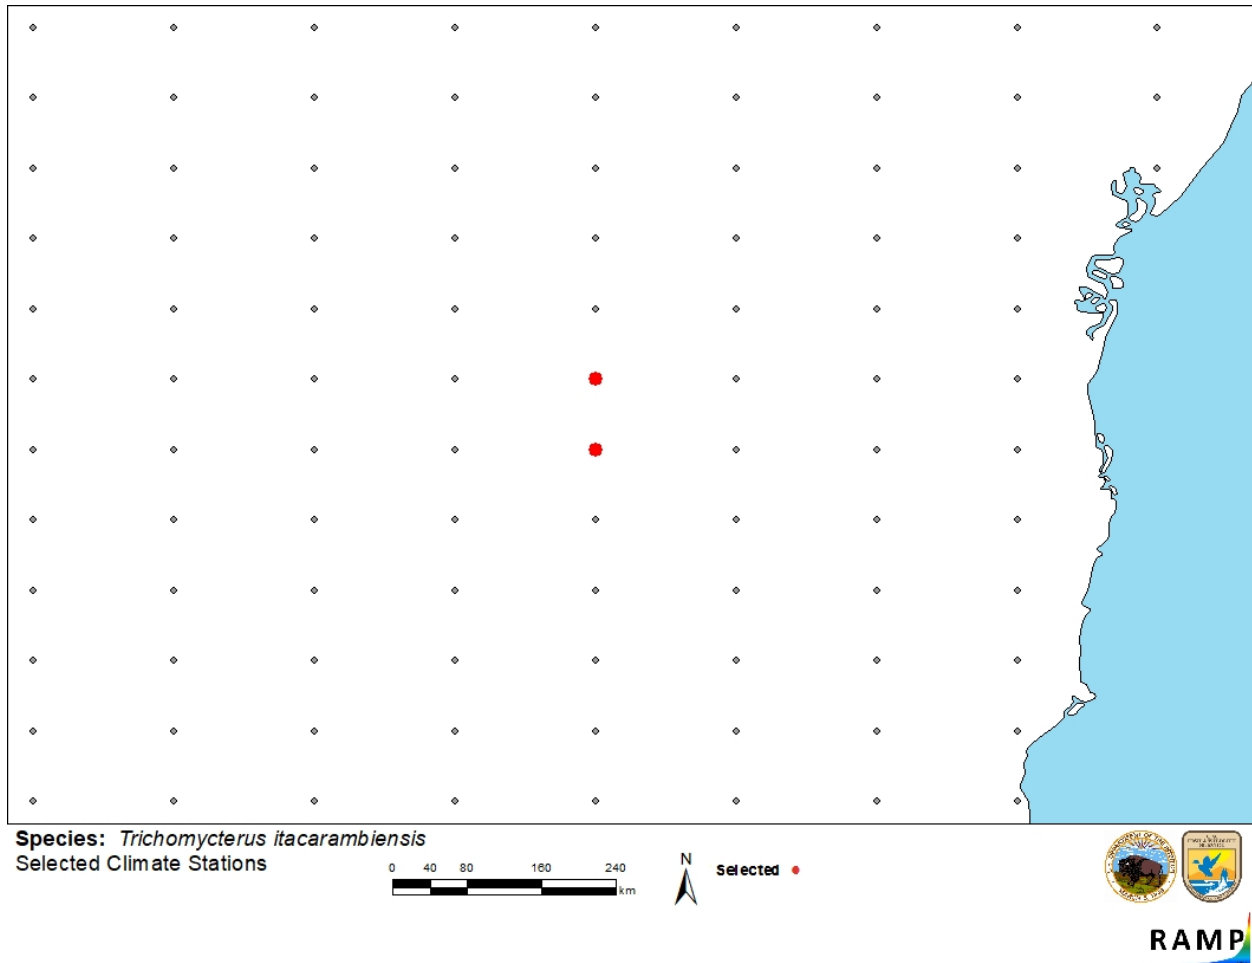 Species: Trichomycterus itacarambiensis
Selected Climate Stations
0 40 80 160 240
km
N
Selected
RAMP